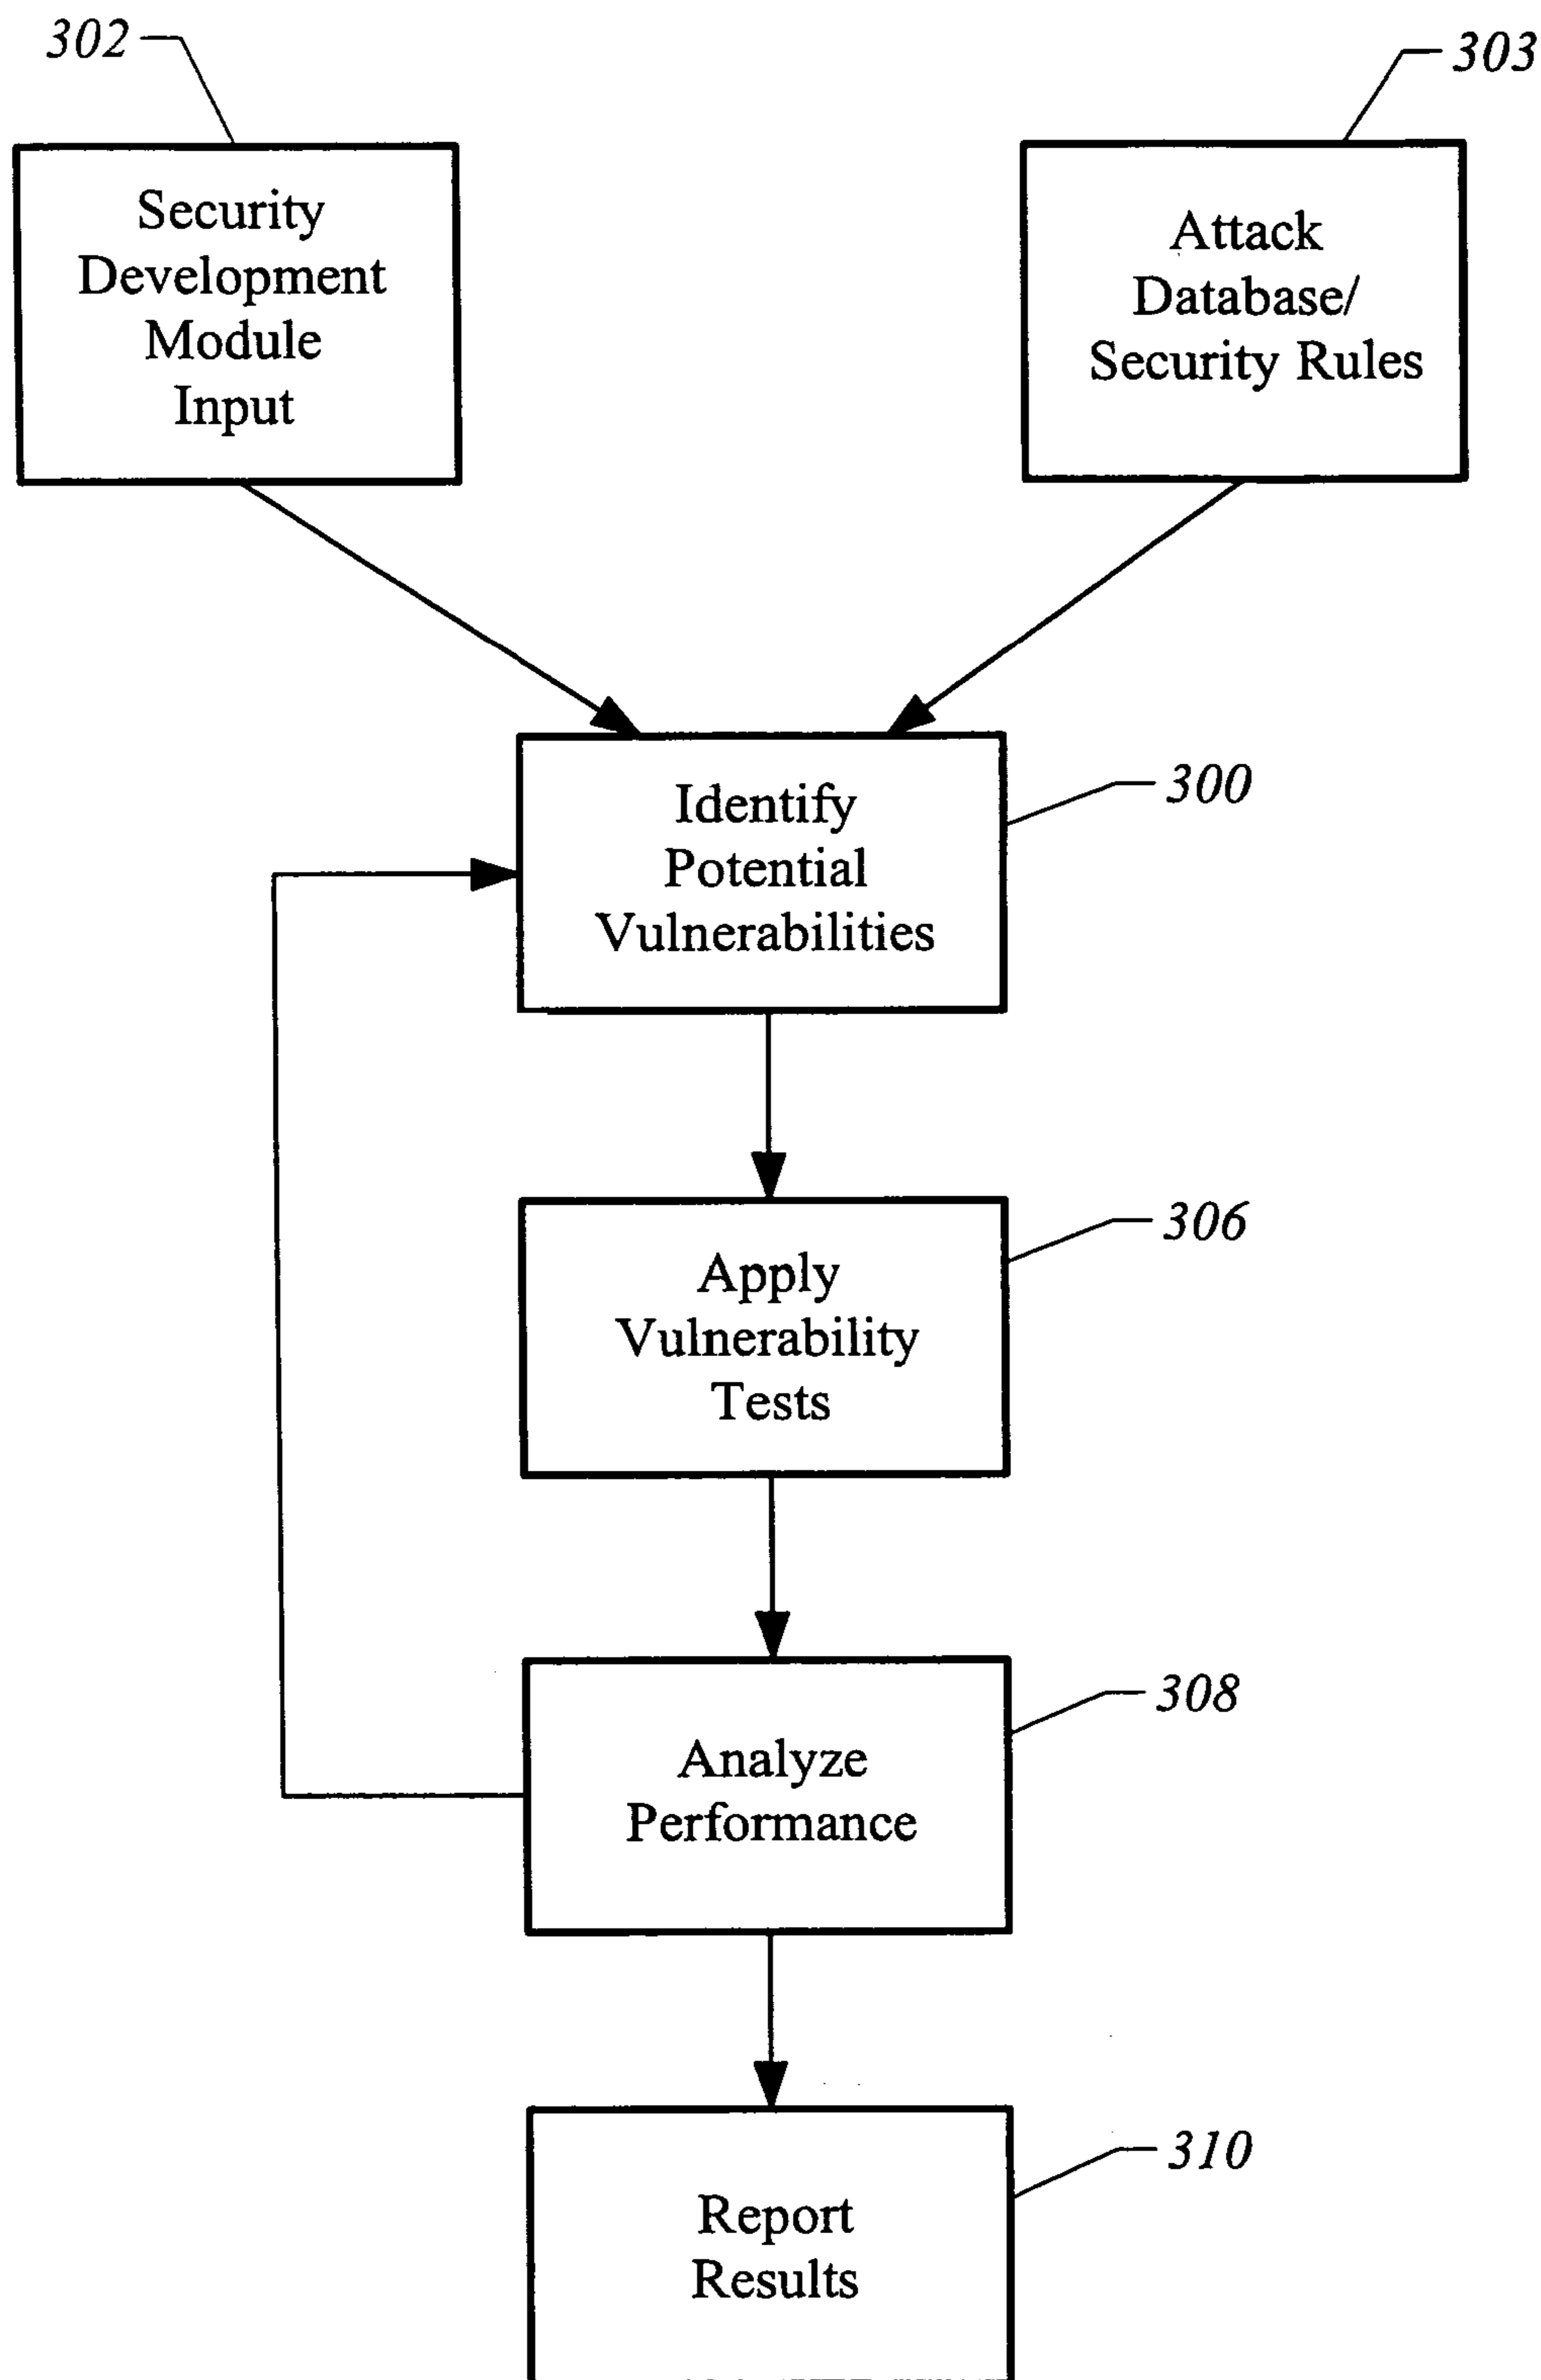 302
303
Security
Development
Module
Input
Attack
Database/
Security Rules
300
Identify
Potential
Vulnerabilities
306
Apply
Vulnerability
Tests
308
Analyze
Performance
310
Report
Results